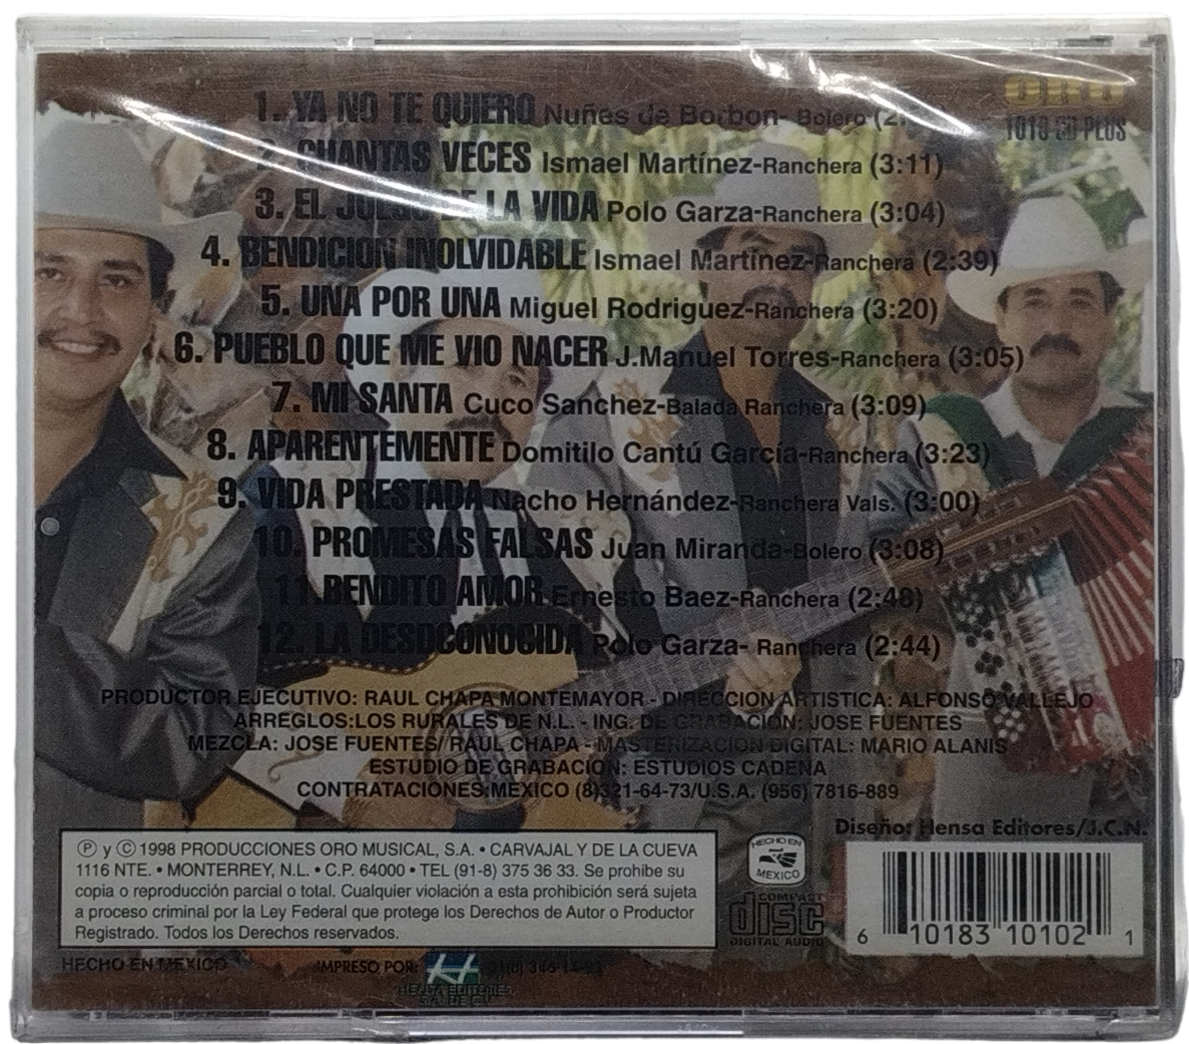 ORO
1018 CD PLUS
1. YA NO TE QUIERO Nuñes de Borbon- Bolero (2:
2. CUANTAS VECES Ismael Martínez-Ranchera (3:11)
3. EL JUEGO DE LA VIDA Polo Garza-Ranchera (3:04)
4. BENDICION INOLVIDABLE Ismael Martínez-Ranchera (2:39)
5. UNA POR UNA Miguel Rodriguez-Ranchera (3:20)
6. PUEBLO QUE ME VIO NACER J.Manuel Torres-Ranchera (3:05)
7. MI SANTA Cuco Sanchez-Balada Ranchera (3:09)
8. APARENTEMENTE Domitilo Cantú García-Ranchera (3:23)
9. VIDA PRESTADA Nacho Hernández-Ranchera Vals. (3:00)
10. PROMESAS FALSAS Juan Miranda-Bolero (3:08)
11.BENDITO AMOR Ernesto Baez-Ranchera (2:48)
12. LA DESDCONOCIDA Polo Garza- Ranchera (2:44)
PRODUCTOR EJECUTIVO: RAUL CHAPA MONTEMAYOR - DIRECCION ARTISTICA: ALFONSO VALLEJO
ARREGLOS:LOS RURALES DE N.L. - ING. DE GRABACION: JOSE FUENTES
MEZCLA: JOSE FUENTES/ RAUL CHAPA - MASTERIZACION DIGITAL: MARIO ALANIS
ESTUDIO DE GRABACION: ESTUDIOS CADENA
CONTRATACIONES:MEXICO (8)321-64-73/U.S.A. (956) 7816-889
Diseño: Hensa Editores/J.C.N.
Ⓟ y Ⓒ 1998 PRODUCCIONES ORO MUSICAL, S.A. • CARVAJAL Y DE LA CUEVA
1116 NTE. • MONTERREY, N.L. • C.P. 64000 • TEL (91-8) 375 36 33. Se prohibe su
copia o reproducción parcial o total. Cualquier violación a esta prohibición será sujeta
a proceso criminal por la Ley Federal que protege los Derechos de Autor o Productor
Registrado. Todos los Derechos reservados.
HECHO EN
MEXICO
COMPACT
disc
DIGITAL AUDIO
6 10183 10102 1
HECHO EN MEXICO
IMPRESO POR:
HENSA EDITORES,
S.A. DE C.V.